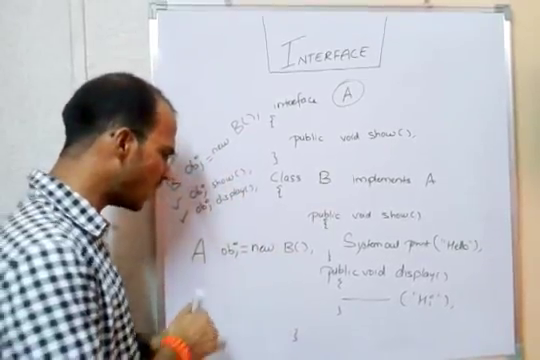 INTERFACE
interface A
{
public void show();
}
class B implements A
{
public void show()
{
System.out.print("Hello");
}
public void display()
{
("Hi");
}
}
B obj=new B();
obj.show();
obj.display();
A obj=new B();